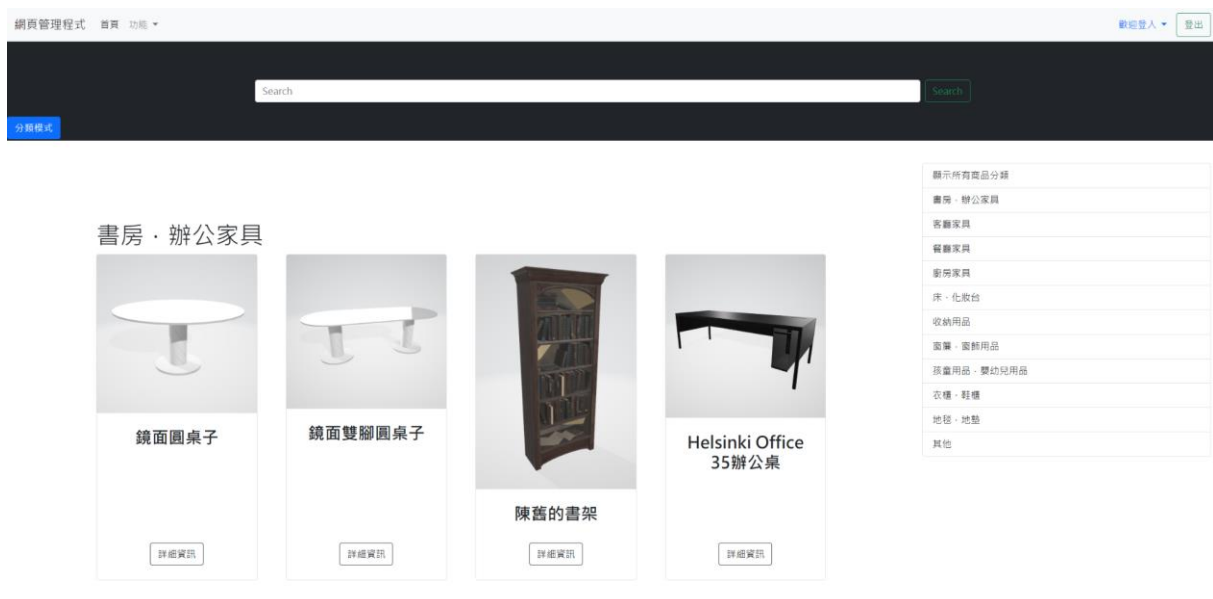 網頁管理程式 首頁 功能
歡迎登入 登出
Search Search
分類模式
顯示所有商品分類
書房．辦公家具
客廳家具
餐廳家具
廚房家具
床．化妝台
收納用品
窗簾．窗飾用品
孩童用品．嬰幼兒用品
衣櫃．鞋櫃
地毯．地墊
其他
書房．辦公家具
鏡面圓桌子
鏡面雙腳圓桌子
陳舊的書架
Helsinki Office
35辦公桌
詳細資訊 詳細資訊 詳細資訊 詳細資訊